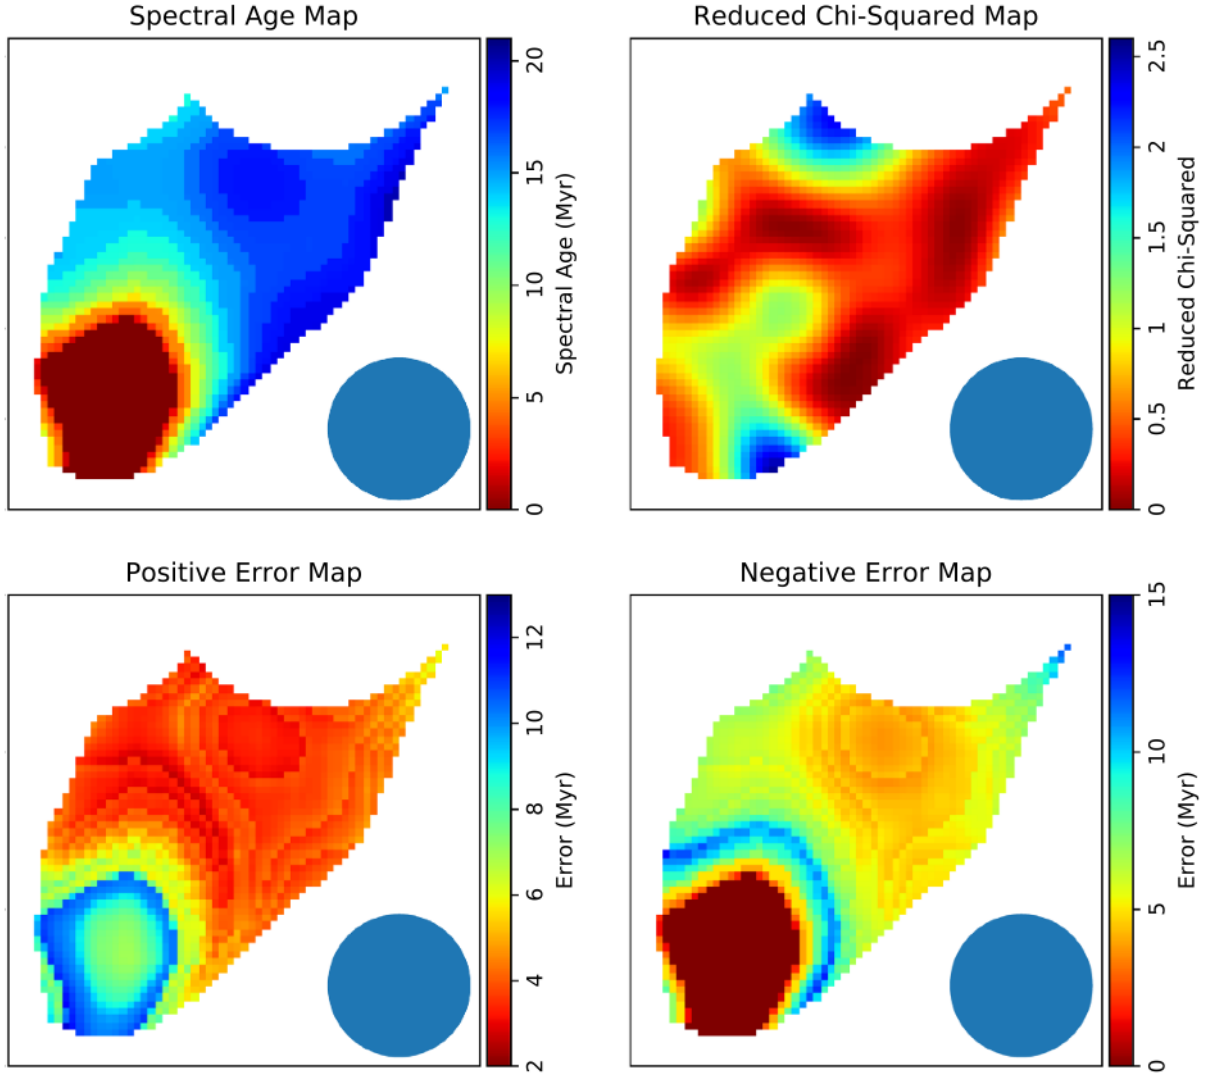 Spectral Age Map
0 5 10 15 20
Spectral Age (Myr)
Reduced Chi-Squared Map
0 0.5 1 1.5 2 2.5
Reduced Chi-Squared
Positive Error Map
2 4 6 8 10 12
Error (Myr)
Negative Error Map
0 5 10 15
Error (Myr)